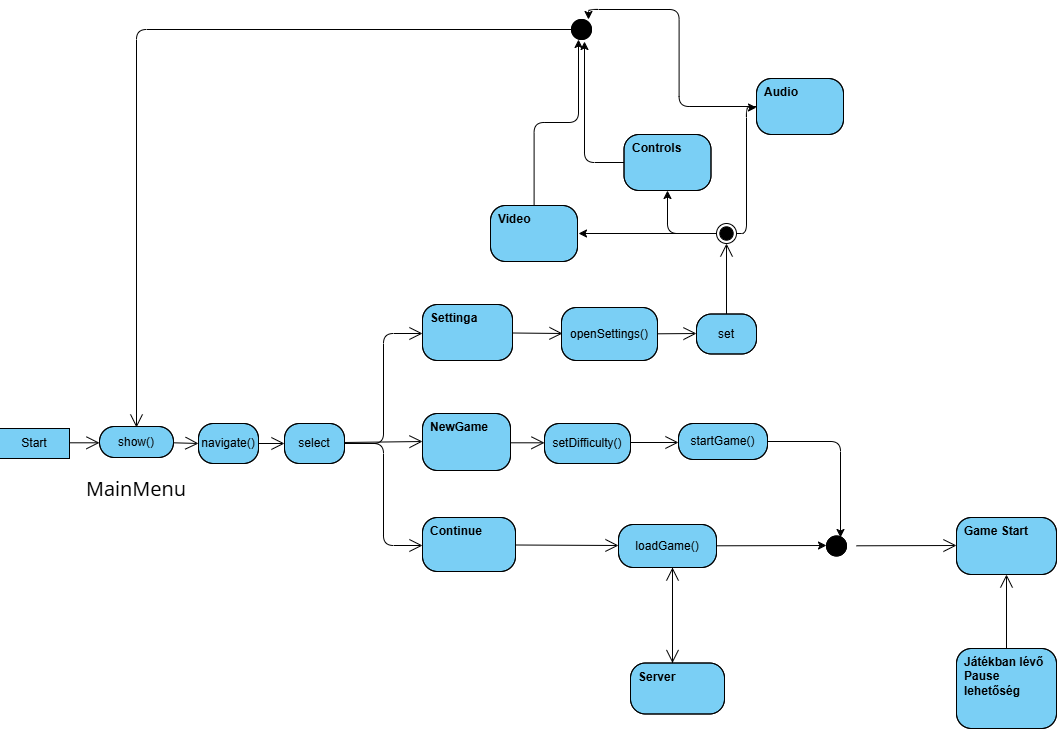 Audio
Controls
Video
Settinga
openSettings()
set
Start
show()
navigate()
select
NewGame
setDifficulty()
startGame()
MainMenu
Continue
loadGame()
Game Start
Server
Játékban lévő
Pause
lehetőség